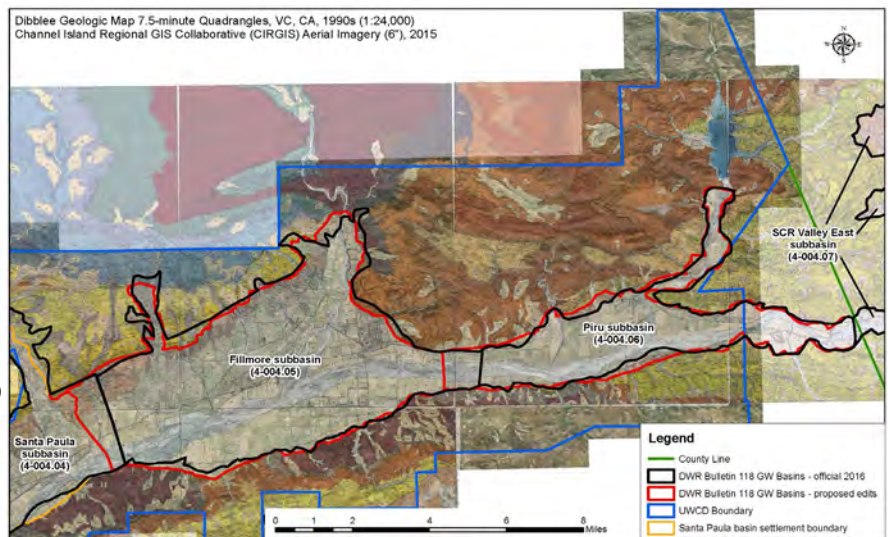 Dibblee Geologic Map 7.5-minute Quadrangles, VC, CA, 1990s (1:24,000)
Channel Island Regional GIS Collaborative (CIRGIS) Aerial Imagery (6"), 2015
N
W E
S
SCR Valley East
subbasin
(4-004.07)
Piru subbasin
(4-004.06)
Fillmore subbasin
(4-004.05)
Santa Paula
subbasin
(4-004.04)
Legend
County Line
DWR Bulletin 118 GW Basins - official 2016
DWR Bulletin 118 GW Basins - proposed edits
UWCD Boundary
Santa Paula basin settlement boundary
0 1 2 4 6 8
Miles